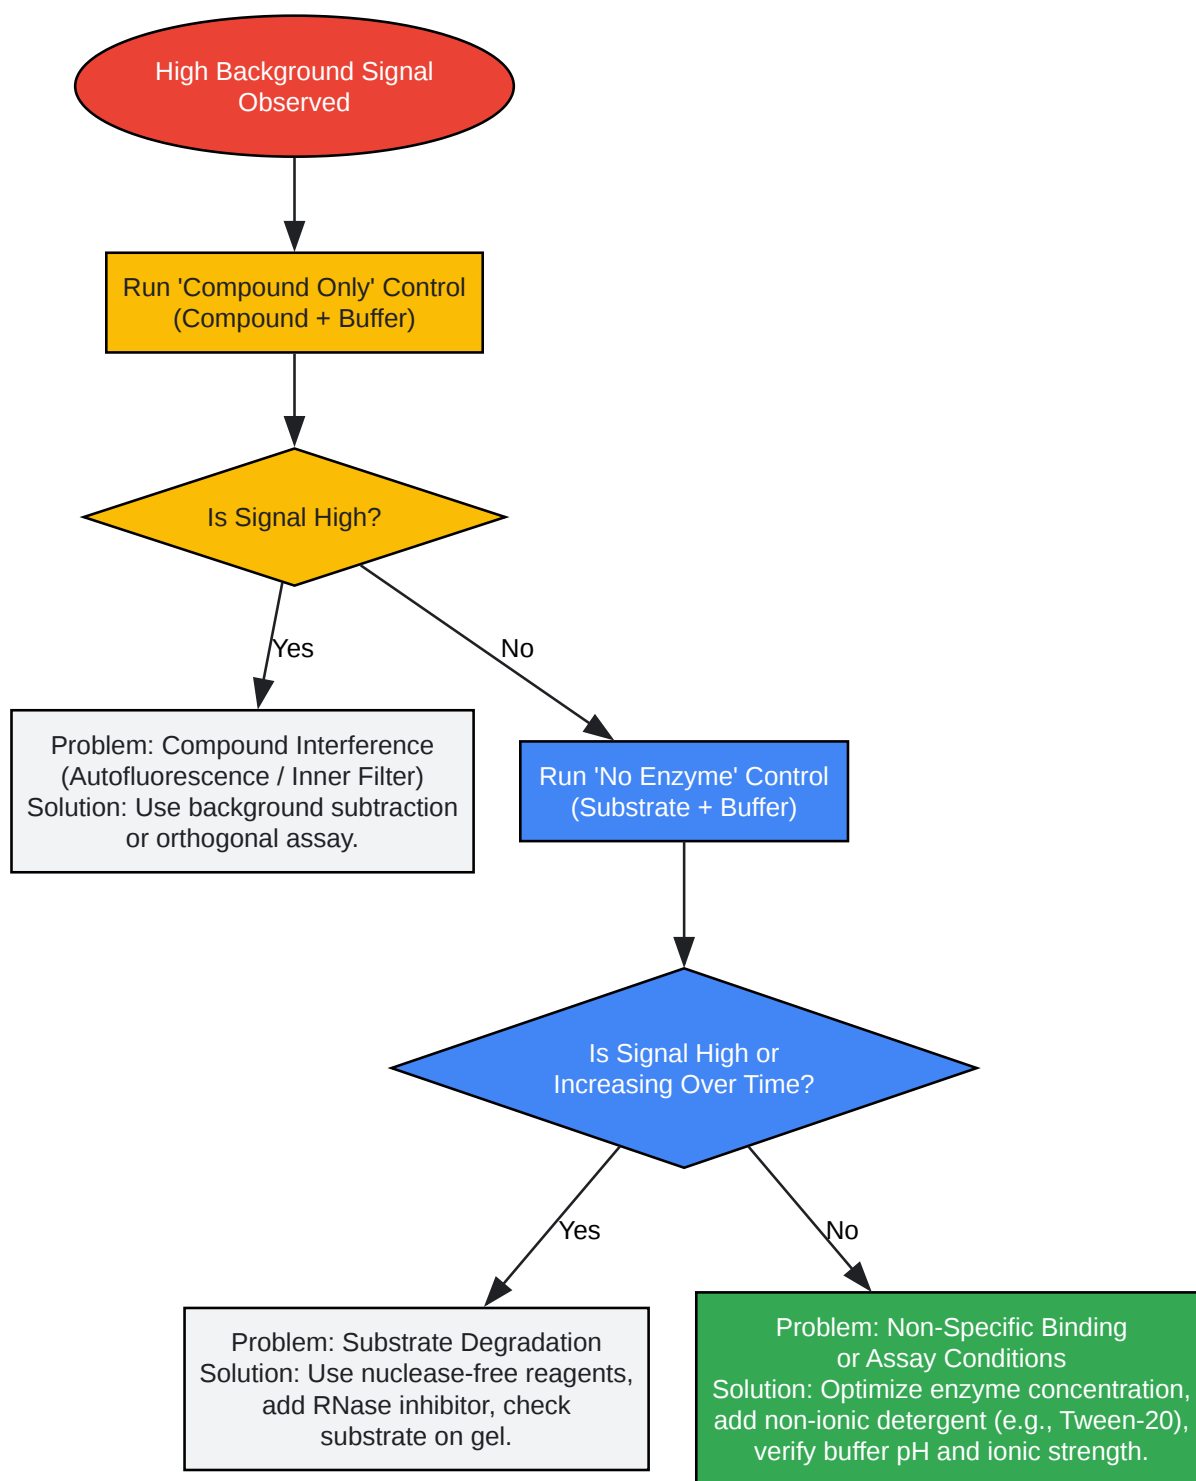 High Background Signal
Observed
Run 'Compound Only' Control
(Compound + Buffer)
Is Signal High?
Yes
No
Problem: Compound Interference
(Autofluorescence / Inner Filter)
Solution: Use background subtraction
or orthogonal assay.
Run 'No Enzyme' Control
(Substrate + Buffer)
Is Signal High or
Increasing Over Time?
Yes
No
Problem: Substrate Degradation
Solution: Use nuclease-free reagents,
add RNase inhibitor, check
substrate on gel.
Problem: Non-Specific Binding
or Assay Conditions
Solution: Optimize enzyme concentration,
add non-ionic detergent (e.g., Tween-20),
verify buffer pH and ionic strength.